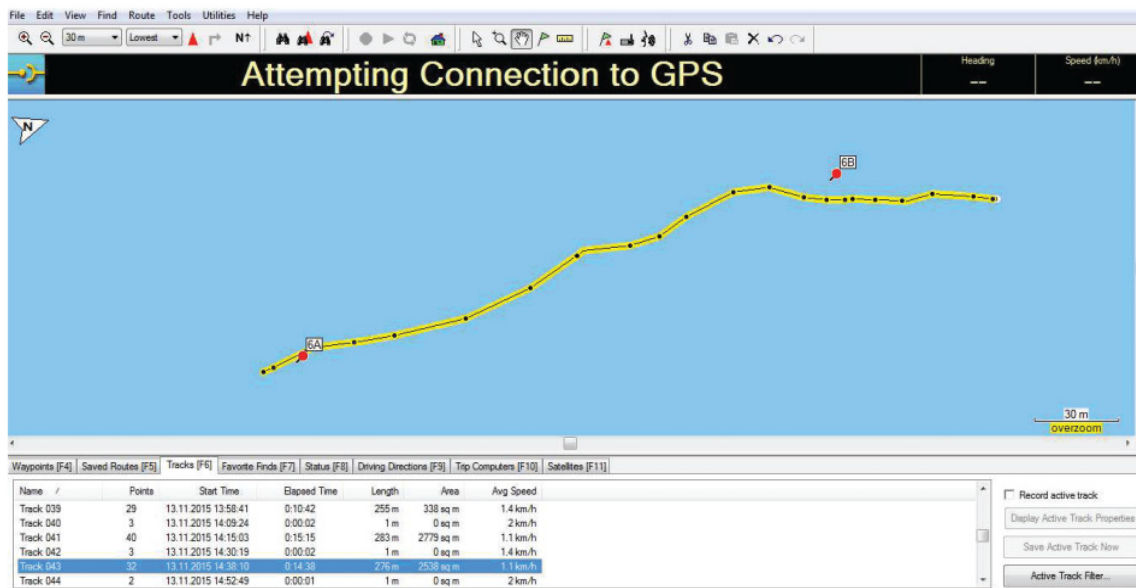 File Edit View Find Route Tools Utilities Help
30 m Lowest N↑
Attempting Connection to GPS
Heading Speed (km/h)
-- --
N
6B
6A
30 m
overzoom
Waypoints [F4] Saved Routes [F5] Tracks [F6] Favorite Finds [F7] Status [F8] Driving Directions [F9] Trip Computers [F10] Satellites [F11]
Name / Points Start Time Elapsed Time Length Area Avg Speed
Track 039 29 13.11.2015 13:58:41 0:10:42 255 m 338 sq m 1.4 km/h
Track 040 3 13.11.2015 14:09:24 0:00:02 1 m 0 sq m 2 km/h
Track 041 40 13.11.2015 14:15:03 0:15:15 283 m 2779 sq m 1.1 km/h
Track 042 3 13.11.2015 14:30:19 0:00:02 1 m 0 sq m 1.4 km/h
Track 043 32 13.11.2015 14:38:10 0:14:38 276 m 2538 sq m 1.1 km/h
Track 044 2 13.11.2015 14:52:49 0:00:01 1 m 0 sq m 2 km/h
Record active track
Display Active Track Properties
Save Active Track Now
Active Track Filter...